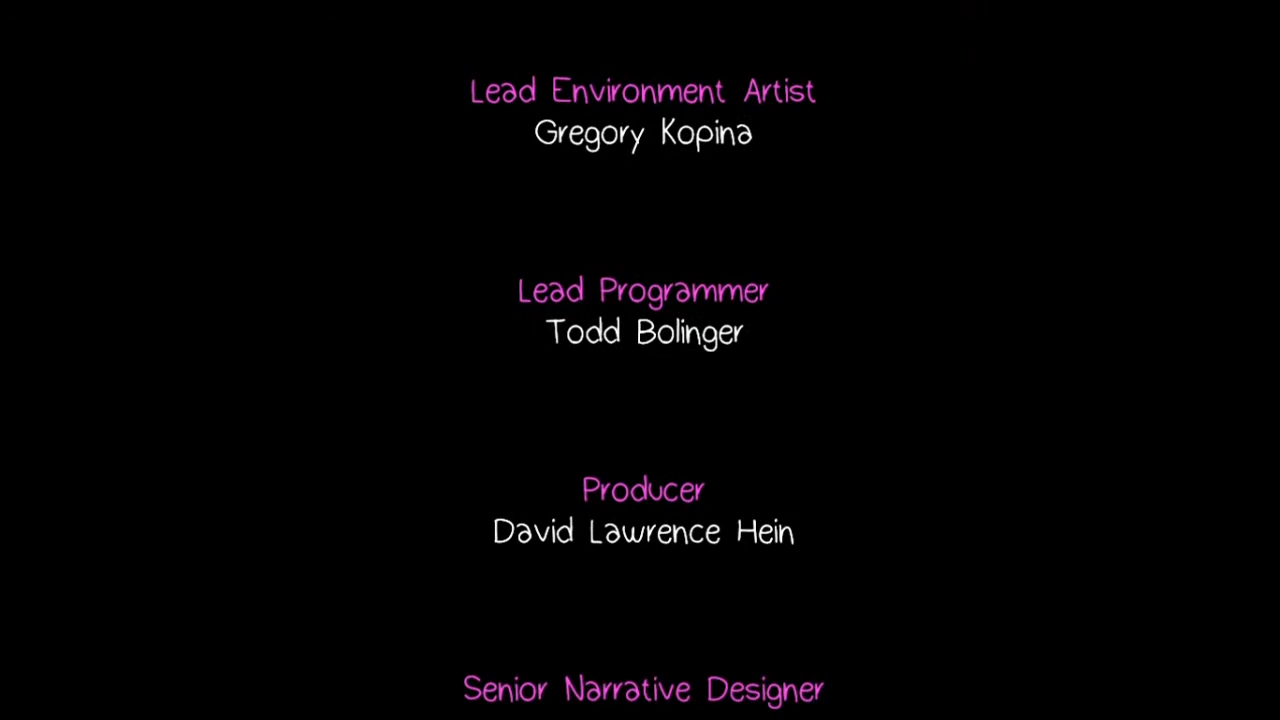 Lead Environment Artist
Gregory Kopina
Lead Programmer
Todd Bolinger
Producer
David Lawrence Hein
Senior Narrative Designer